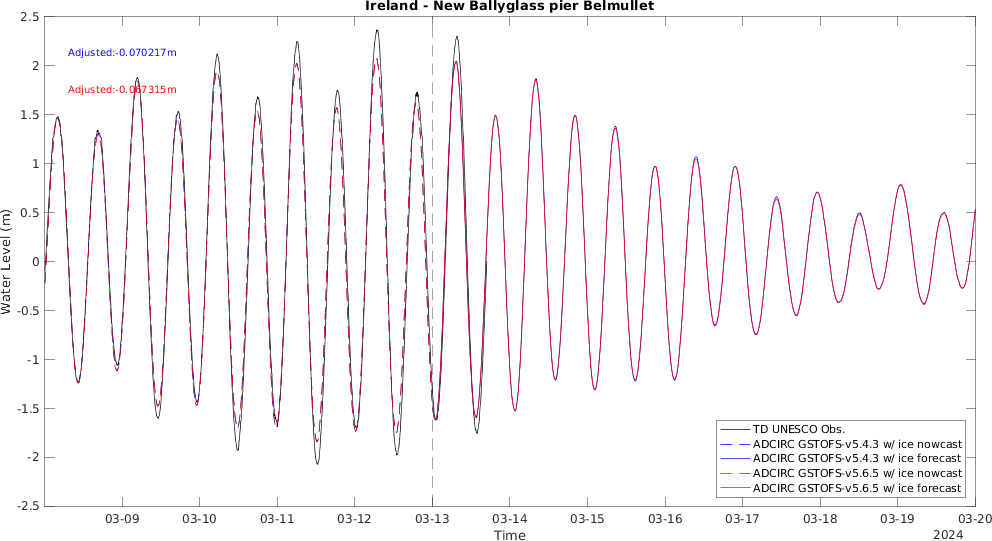 Ireland - New Ballyglass pier Belmullet
2.5
2
1.5
1
0.5
0
-0.5
-1
-1.5
-2
-2.5
Water Level (m)
Adjusted:-0.070217m
Adjusted:-0.067315m
TD UNESCO Obs.
ADCIRC GSTOFS-v5.4.3 w/ ice nowcast
ADCIRC GSTOFS-v5.4.3 w/ ice forecast
ADCIRC GSTOFS-v5.6.5 w/ ice nowcast
ADCIRC GSTOFS-v5.6.5 w/ ice forecast
03-09 03-10 03-11 03-12 03-13 03-14 03-15 03-16 03-17 03-18 03-19 03-20
Time
2024